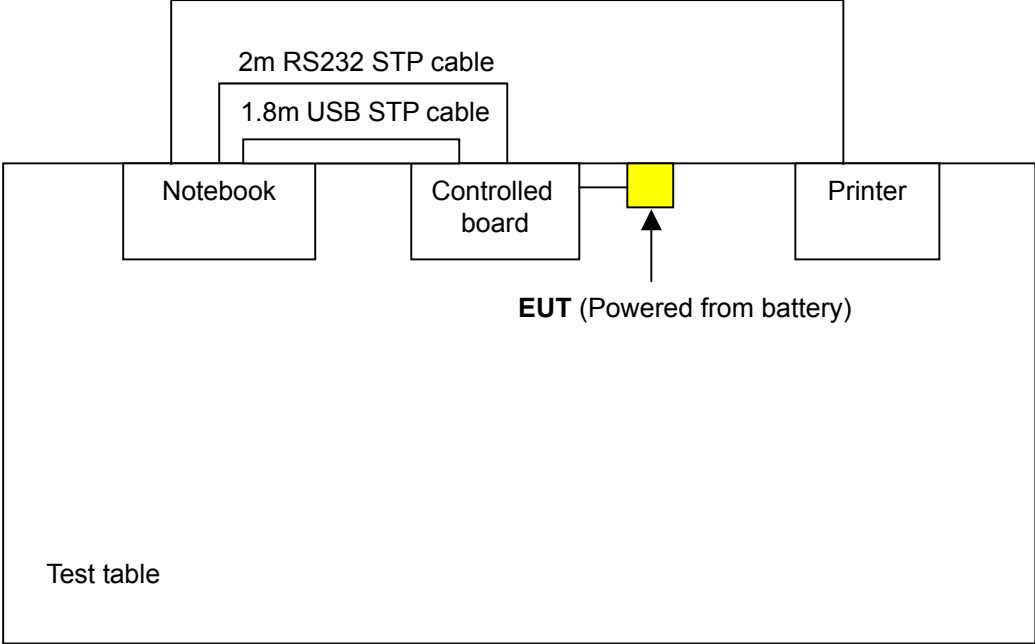 2m RS232 STP cable
1.8m USB STP cable
Notebook
Controlled
board
Printer
EUT (Powered from battery)
Test table